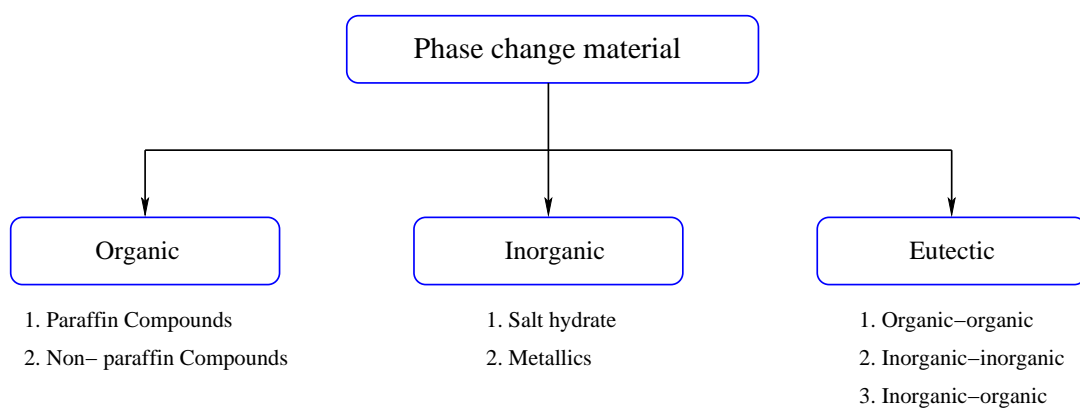 Phase change material
Organic
Inorganic
Eutectic
1. Paraffin Compounds
2. Non− paraffin Compounds
1. Salt hydrate
2. Metallics
1. Organic−organic
2. Inorganic−inorganic
3. Inorganic−organic